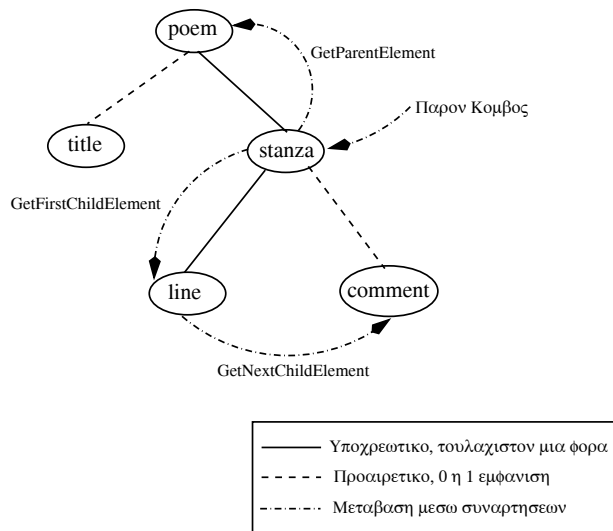 poem
GetParentElement
Παρον Κομβος
title
stanza
GetFirstChildElement
line
comment
GetNextChildElement
Υποχρεωτικο, τουλαχιστον μια φορα
Προαιρετικο, 0 η 1 εμφανιση
Μεταβαση μεσω συναρτησεων